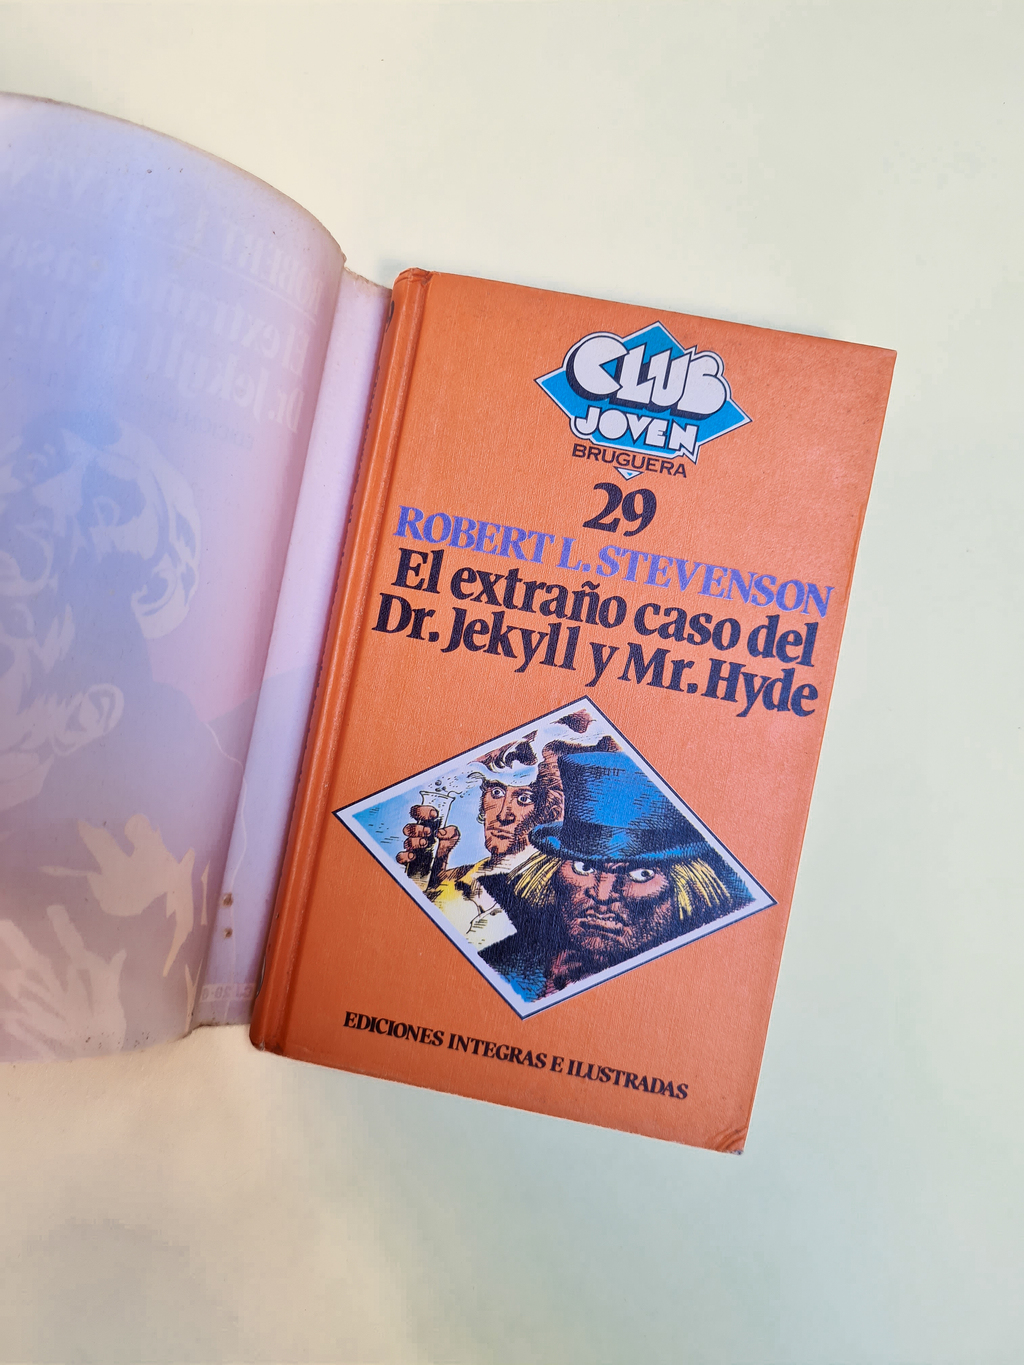 CLUB
JOVEN
BRUGUERA
29
ROBERT L. STEVENSON
El extraño caso del
Dr. Jekyll y Mr. Hyde
EDICIONES INTEGRAS E ILUSTRADAS